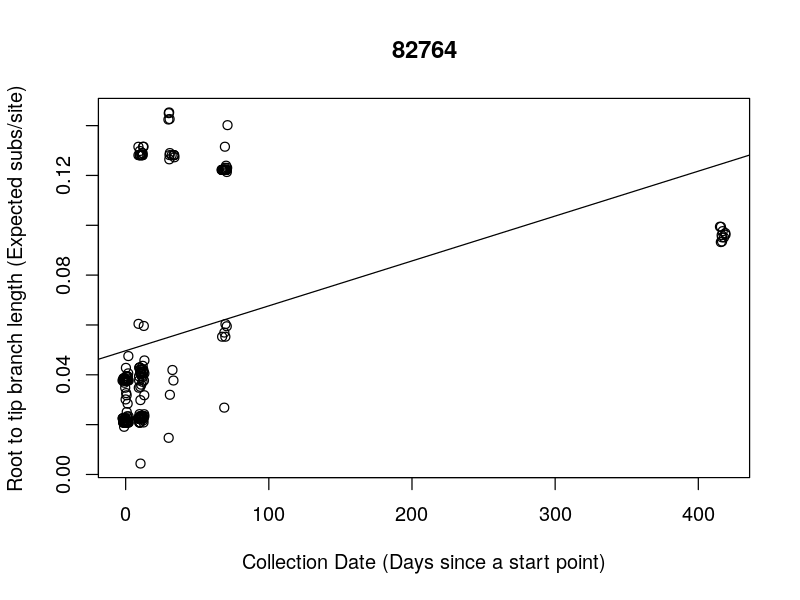 82764
Root to tip branch length (Expected subs/site)
0.12
0.08
0.04
0.00
0 100 200 300 400
Collection Date (Days since a start point)